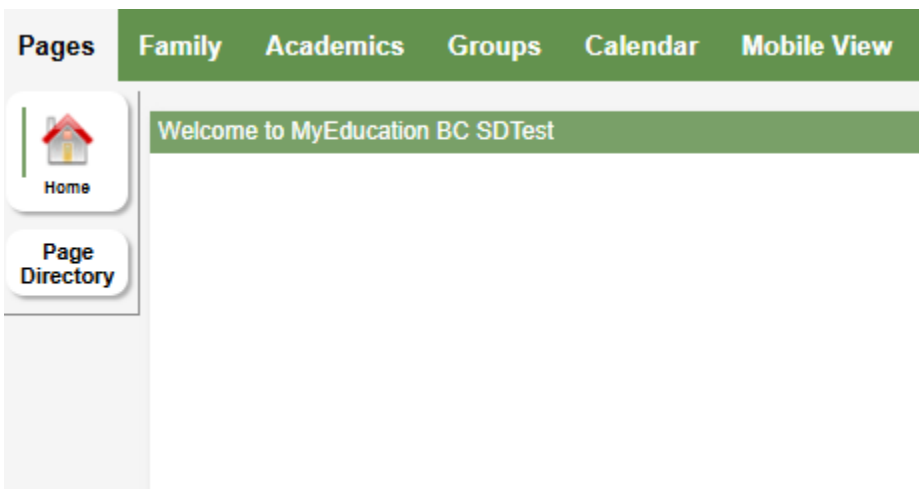 Pages Family Academics Groups Calendar Mobile View
Welcome to MyEducation BC SDTest
Home
Page
Directory